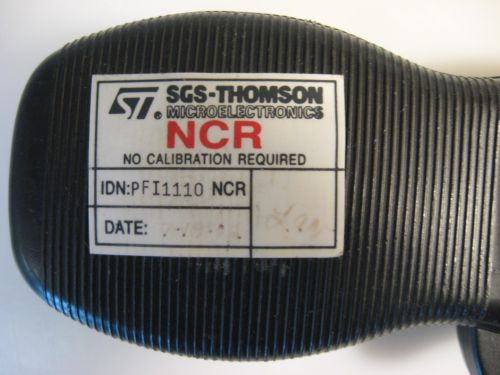 ST. SGS-THOMSON
MICROELECTRONICS
NCR
NO CALIBRATION REQUIRED
IDN:PFI1110 NCR
DATE: